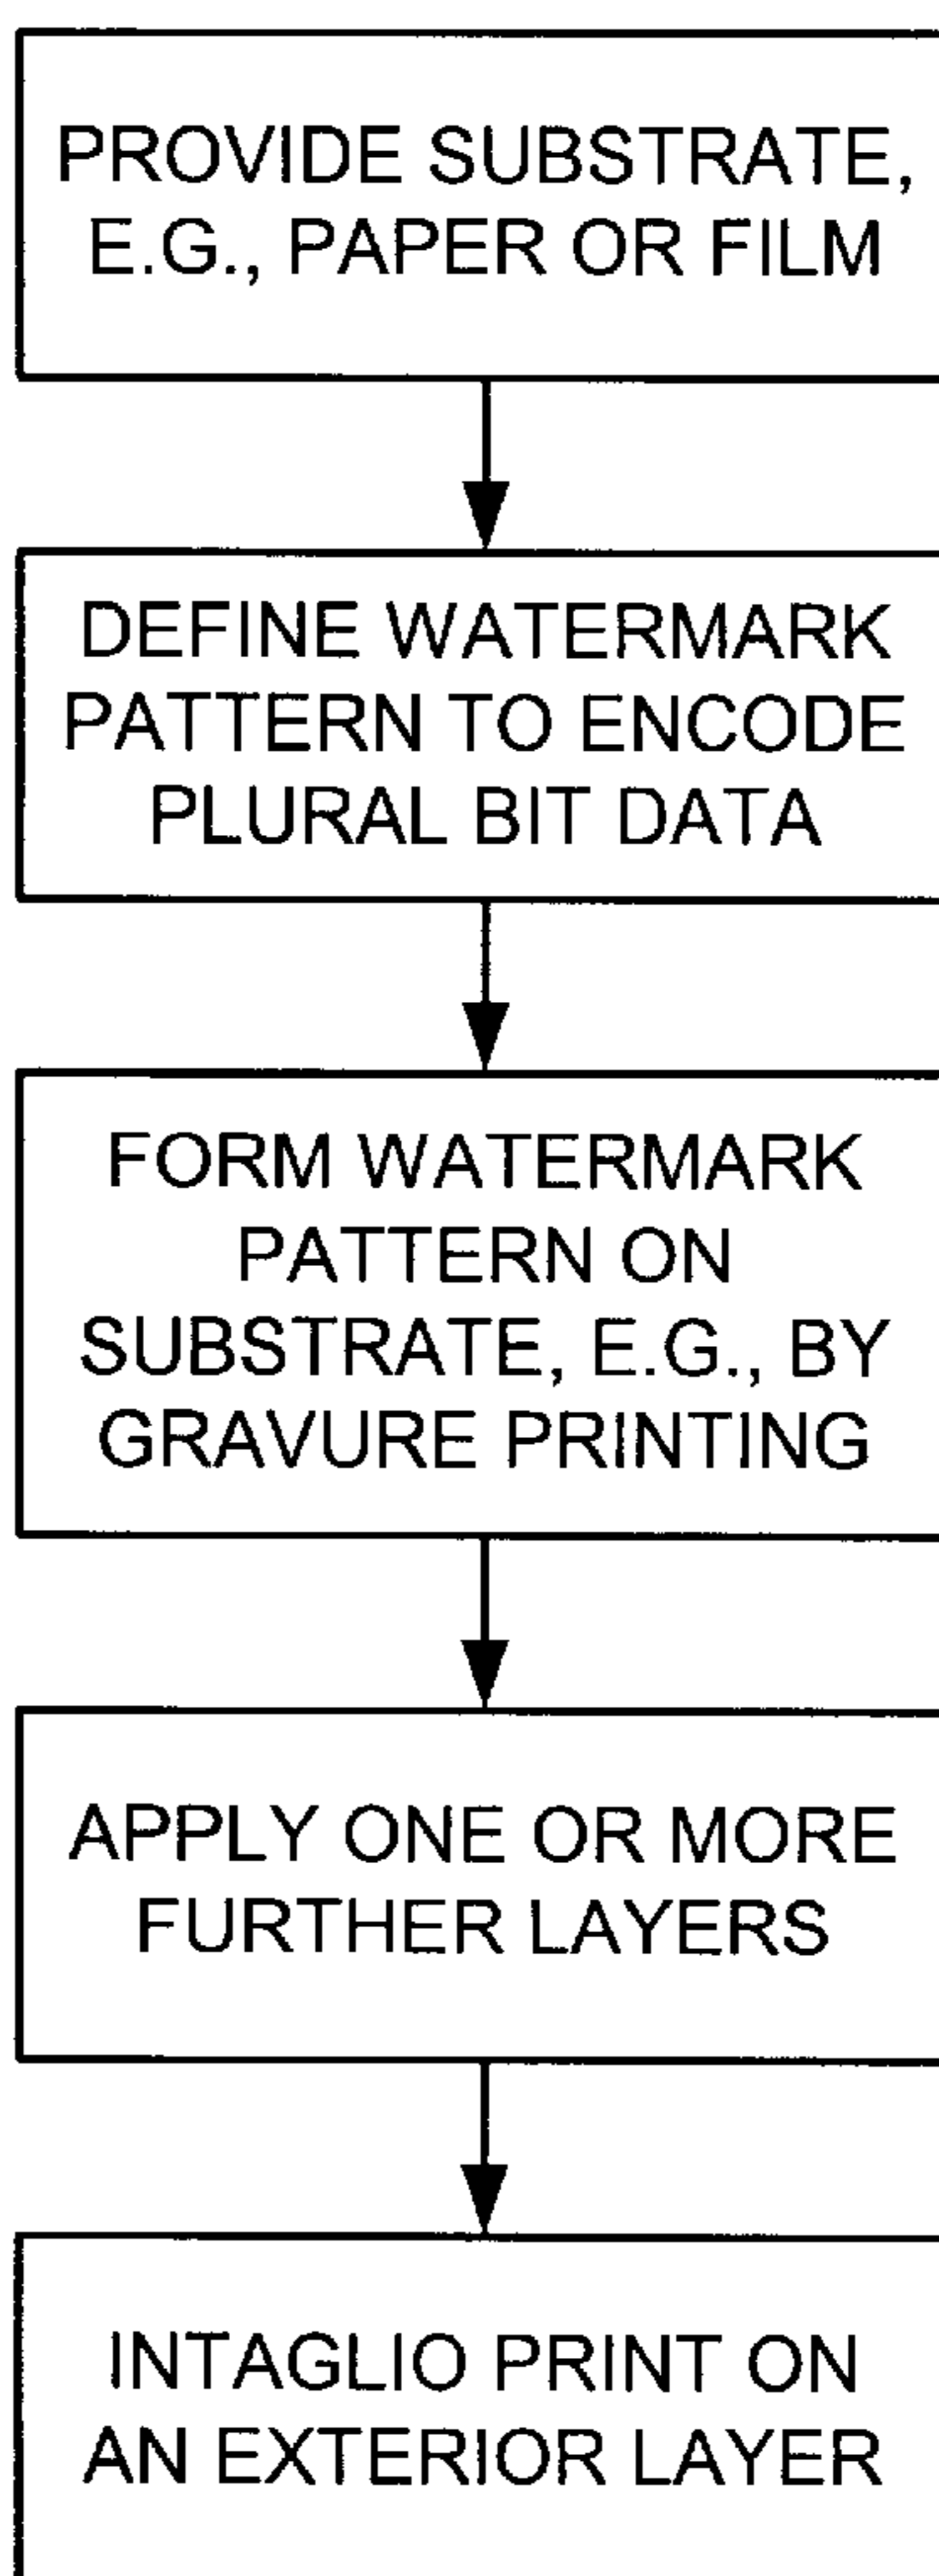 PROVIDE SUBSTRATE,
E.G., PAPER OR FILM
DEFINE WATERMARK
PATTERN TO ENCODE
PLURAL BIT DATA
FORM WATERMARK
PATTERN ON
SUBSTRATE, E.G., BY
GRAVURE PRINTING
APPLY ONE OR MORE
FURTHER LAYERS
INTAGLIO PRINT ON
AN EXTERIOR LAYER